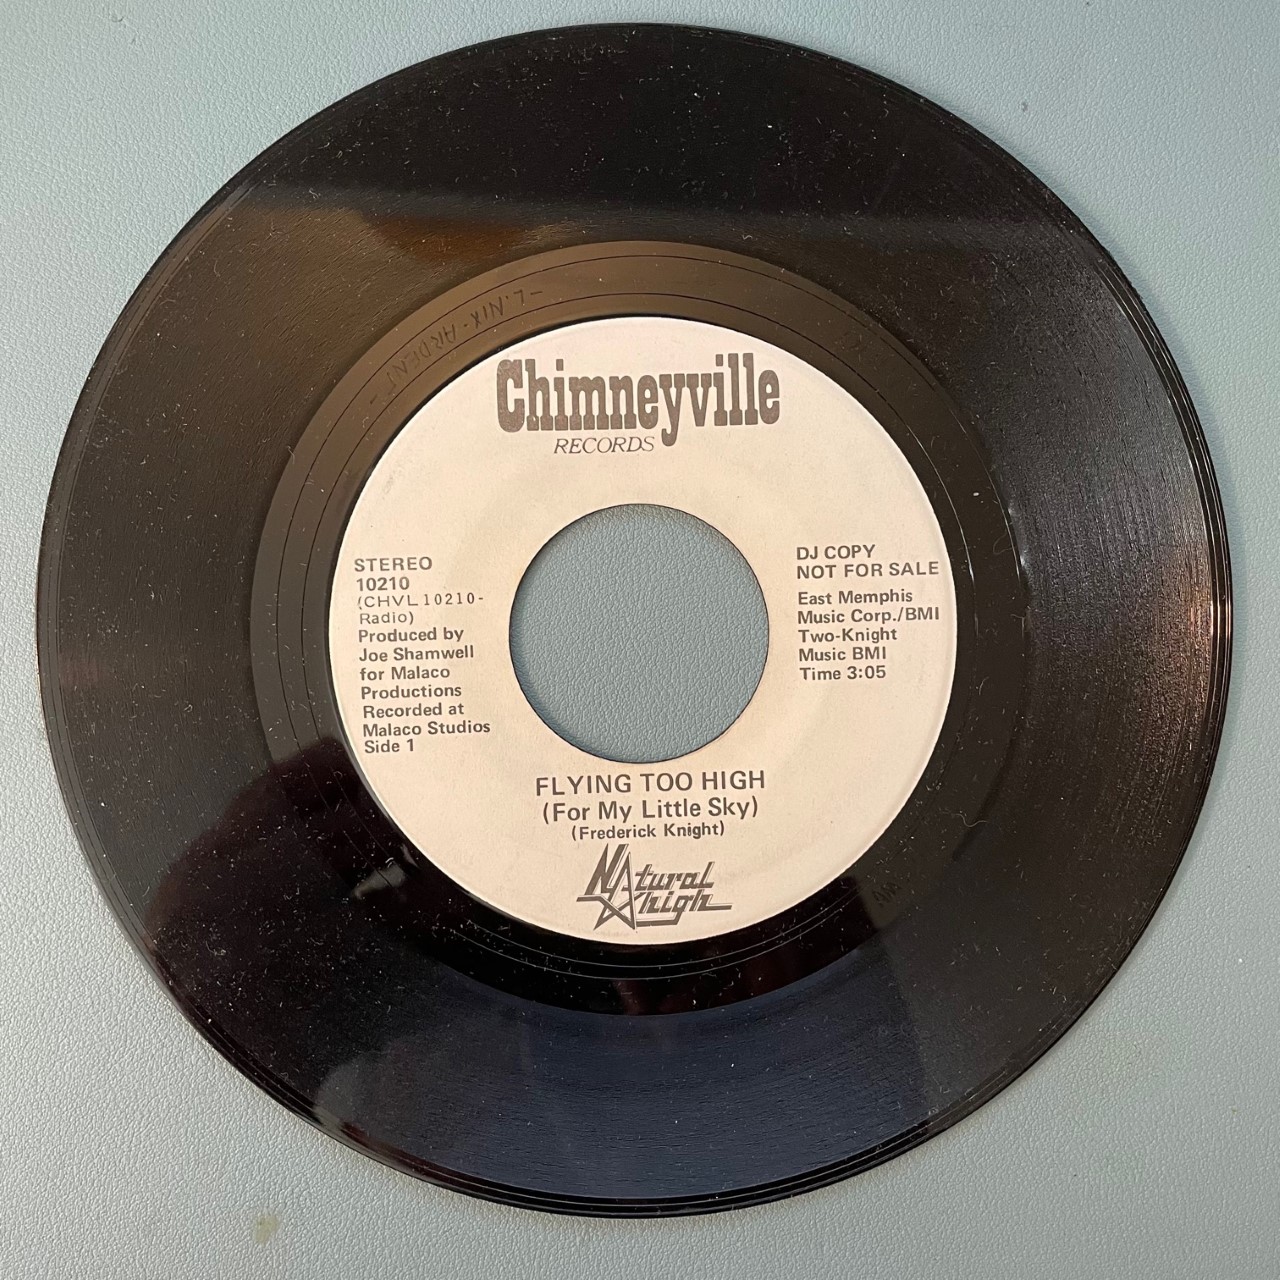 Chimneyville
RECORDS
STEREO
10210
(CHVL 10210-
Radio)
Produced by
Joe Shamwell
for Malaco
Productions
Recorded at
Malaco Studios
Side 1
DJ COPY
NOT FOR SALE
East Memphis
Music Corp./BMI
Two-Knight
Music BMI
Time 3:05
FLYING TOO HIGH
(For My Little Sky)
(Frederick Knight)
Natural
high
-L.NIX-ARDENT-